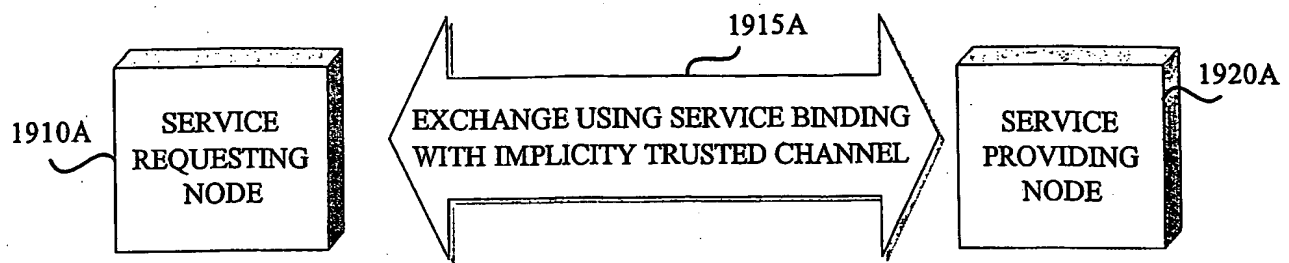 1915A
1910A
SERVICE
REQUESTING
NODE
EXCHANGE USING SERVICE BINDING
WITH IMPLICITY TRUSTED CHANNEL
1920A
SERVICE
PROVIDING
NODE